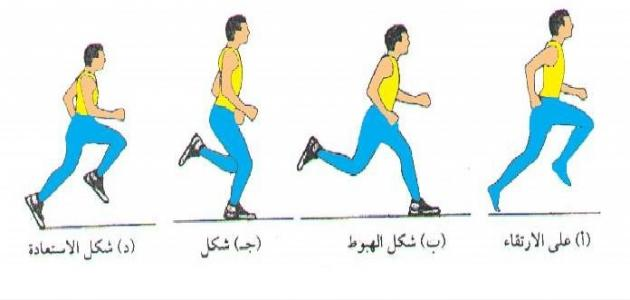 (أ) على الارتقاء
(ب) شكل الهبوط
(جـ) شكل
(د) شكل الاستعادة